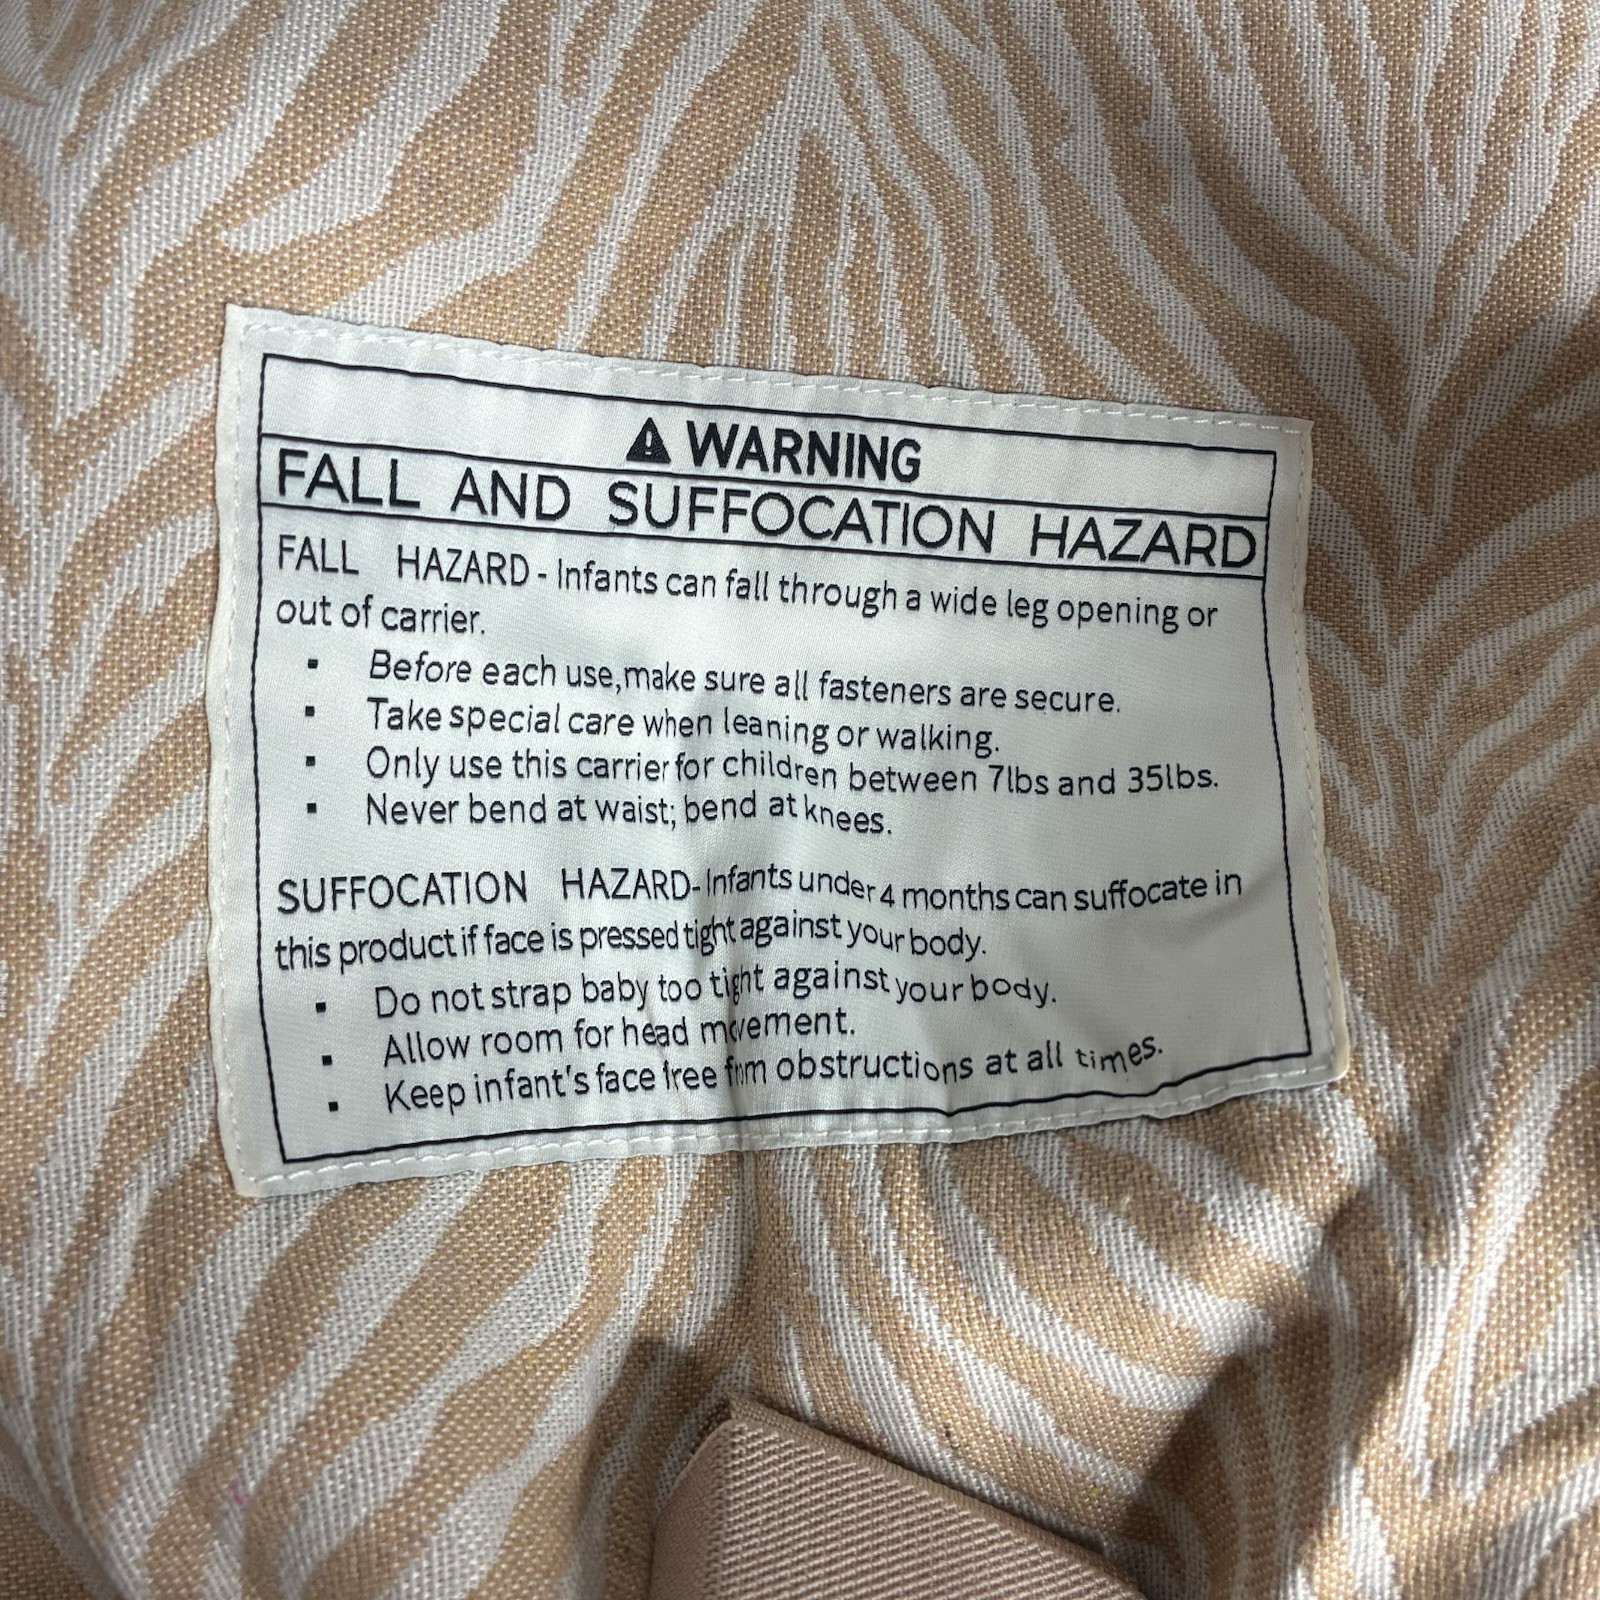 WARNING
FALL AND SUFFOCATION HAZARD
FALL HAZARD - Infants can fall through a wide leg opening or
out of carrier.
▪ Before each use,make sure all fasteners are secure.
▪ Take special care when leaning or walking.
▪ Only use this carrier for children between 7lbs and 35lbs.
▪ Never bend at waist; bend at knees.
SUFFOCATION HAZARD-Infants under 4 months can suffocate in
this product if face is pressed tight against your body.
▪ Do not strap baby too tight against your body.
▪ Allow room for head movement.
▪ Keep infant's face free from obstructions at all times.